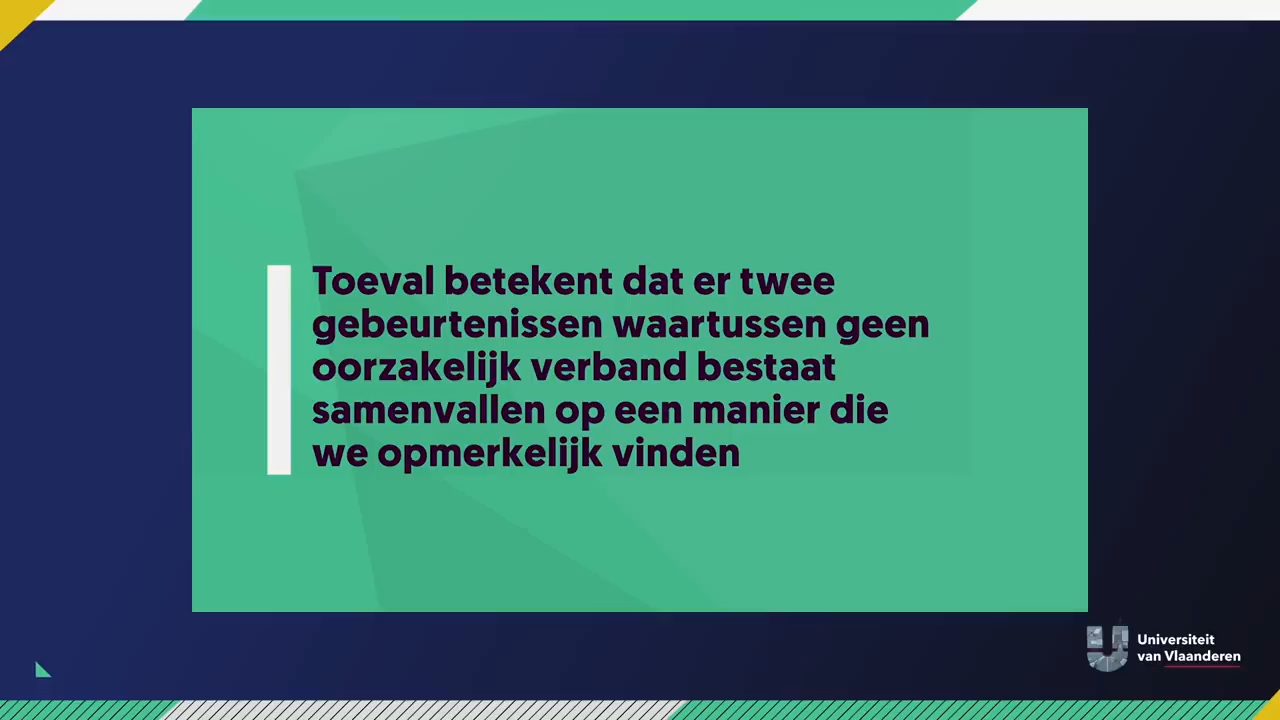 Toeval betekent dat er twee
gebeurtenissen waartussen geen
oorzakelijk verband bestaat
samenvallen op een manier die
we opmerkelijk vinden
Universiteit
van Vlaanderen